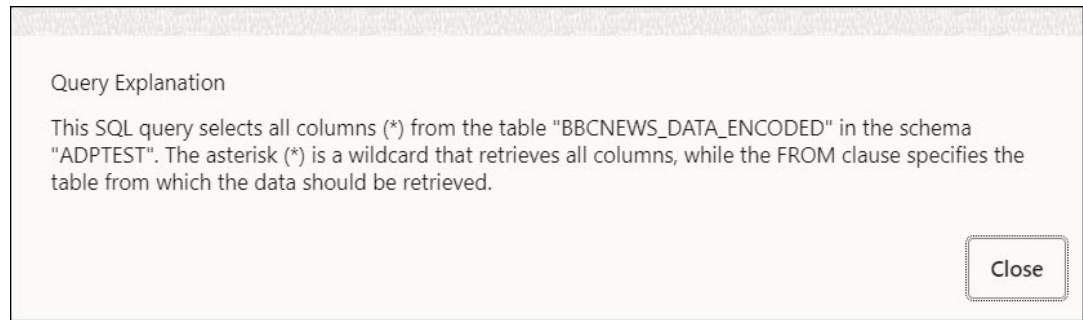 Query Explanation
This SQL query selects all columns (*) from the table "BBCNEWS_DATA_ENCODED" in the schema
"ADPTEST". The asterisk (*) is a wildcard that retrieves all columns, while the FROM clause specifies the
table from which the data should be retrieved.
Close